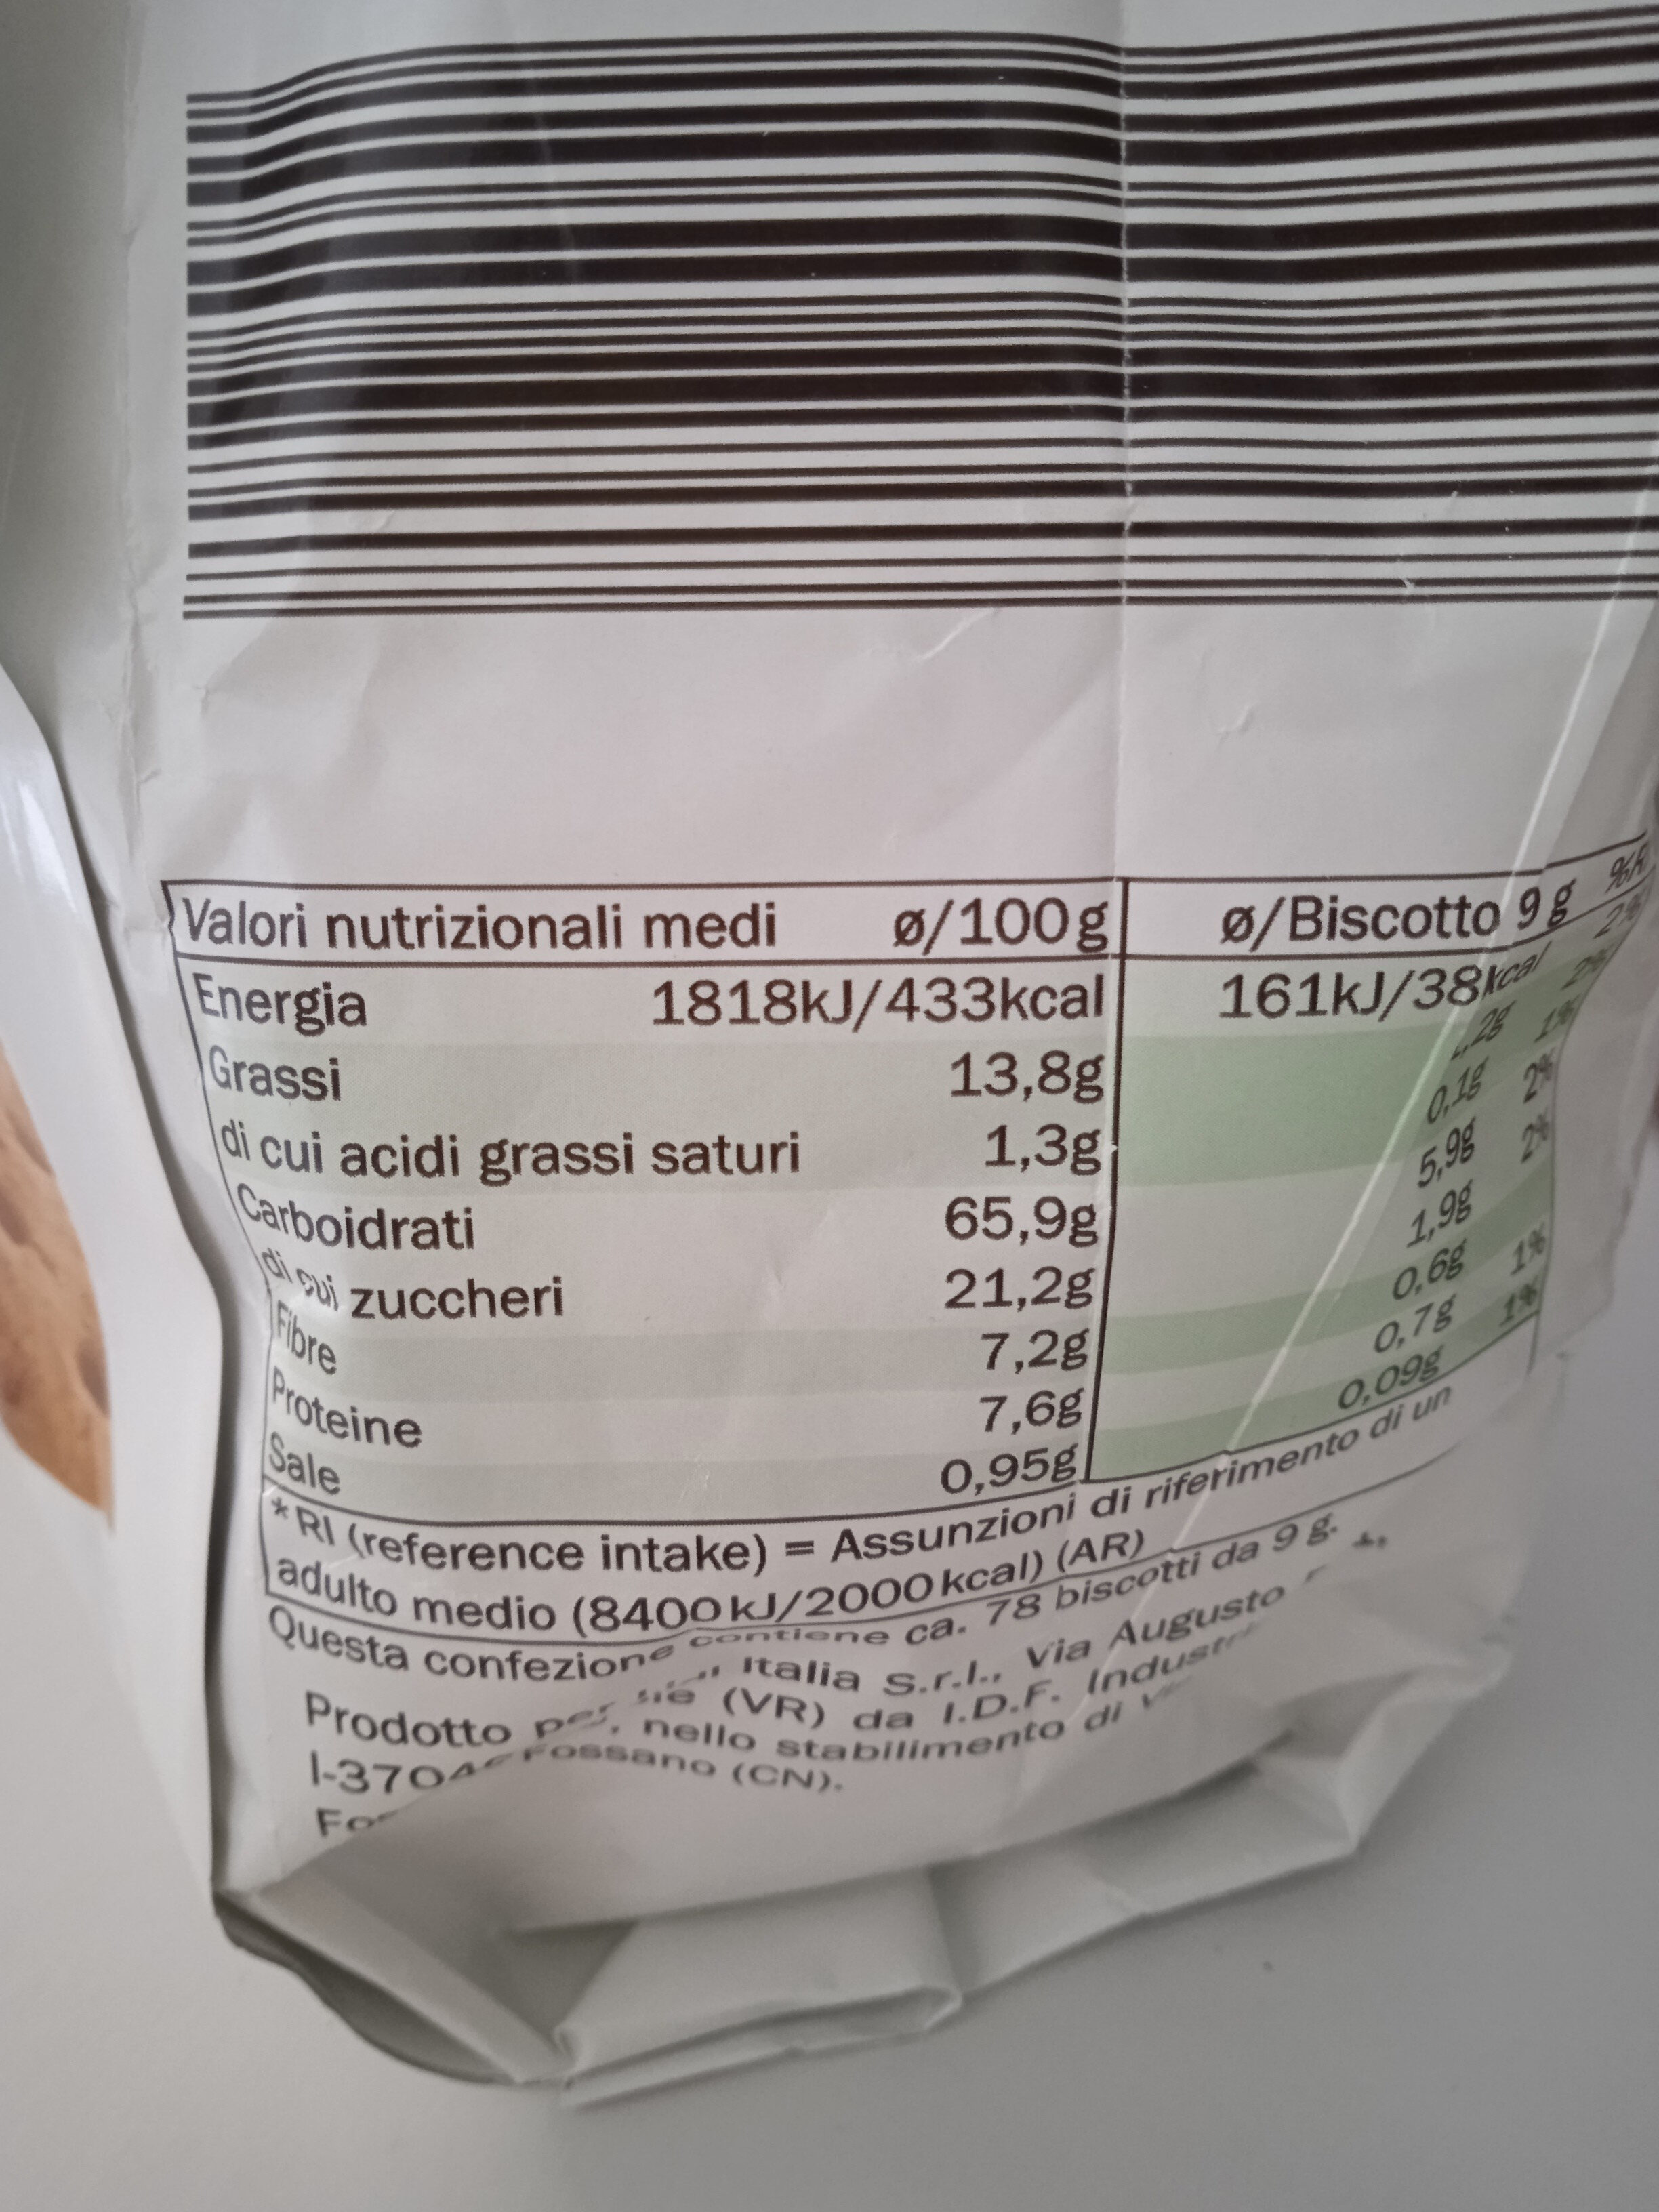 Valori nutrizionali medi ø/100g ø/Biscotto 9 g
Energia 1818kJ/433kcal 161kJ/38kcal 2%
Grassi 13,8g 2%
di cui acidi grassi saturi 1,3g 0,1g 1%
Carboidrati 65,9g 5,9g 2%
di cui zuccheri 21,2g 1,9g 2%
Fibre 7,2g 0,6g
Proteine 7,6g 0,7g 1%
Sale 0,95g 0,09g 1%
* RI (reference intake) = Assunzioni di riferimento di un
adulto medio (8400kJ/2000kcal) (AR)
Questa confezione contiene ca. 78 biscotti da 9 g.
Prodotto per Italia S.r.l., Via Augusto
(VR) da I.D.F.
nello stabilimento di
Fossano (CN).